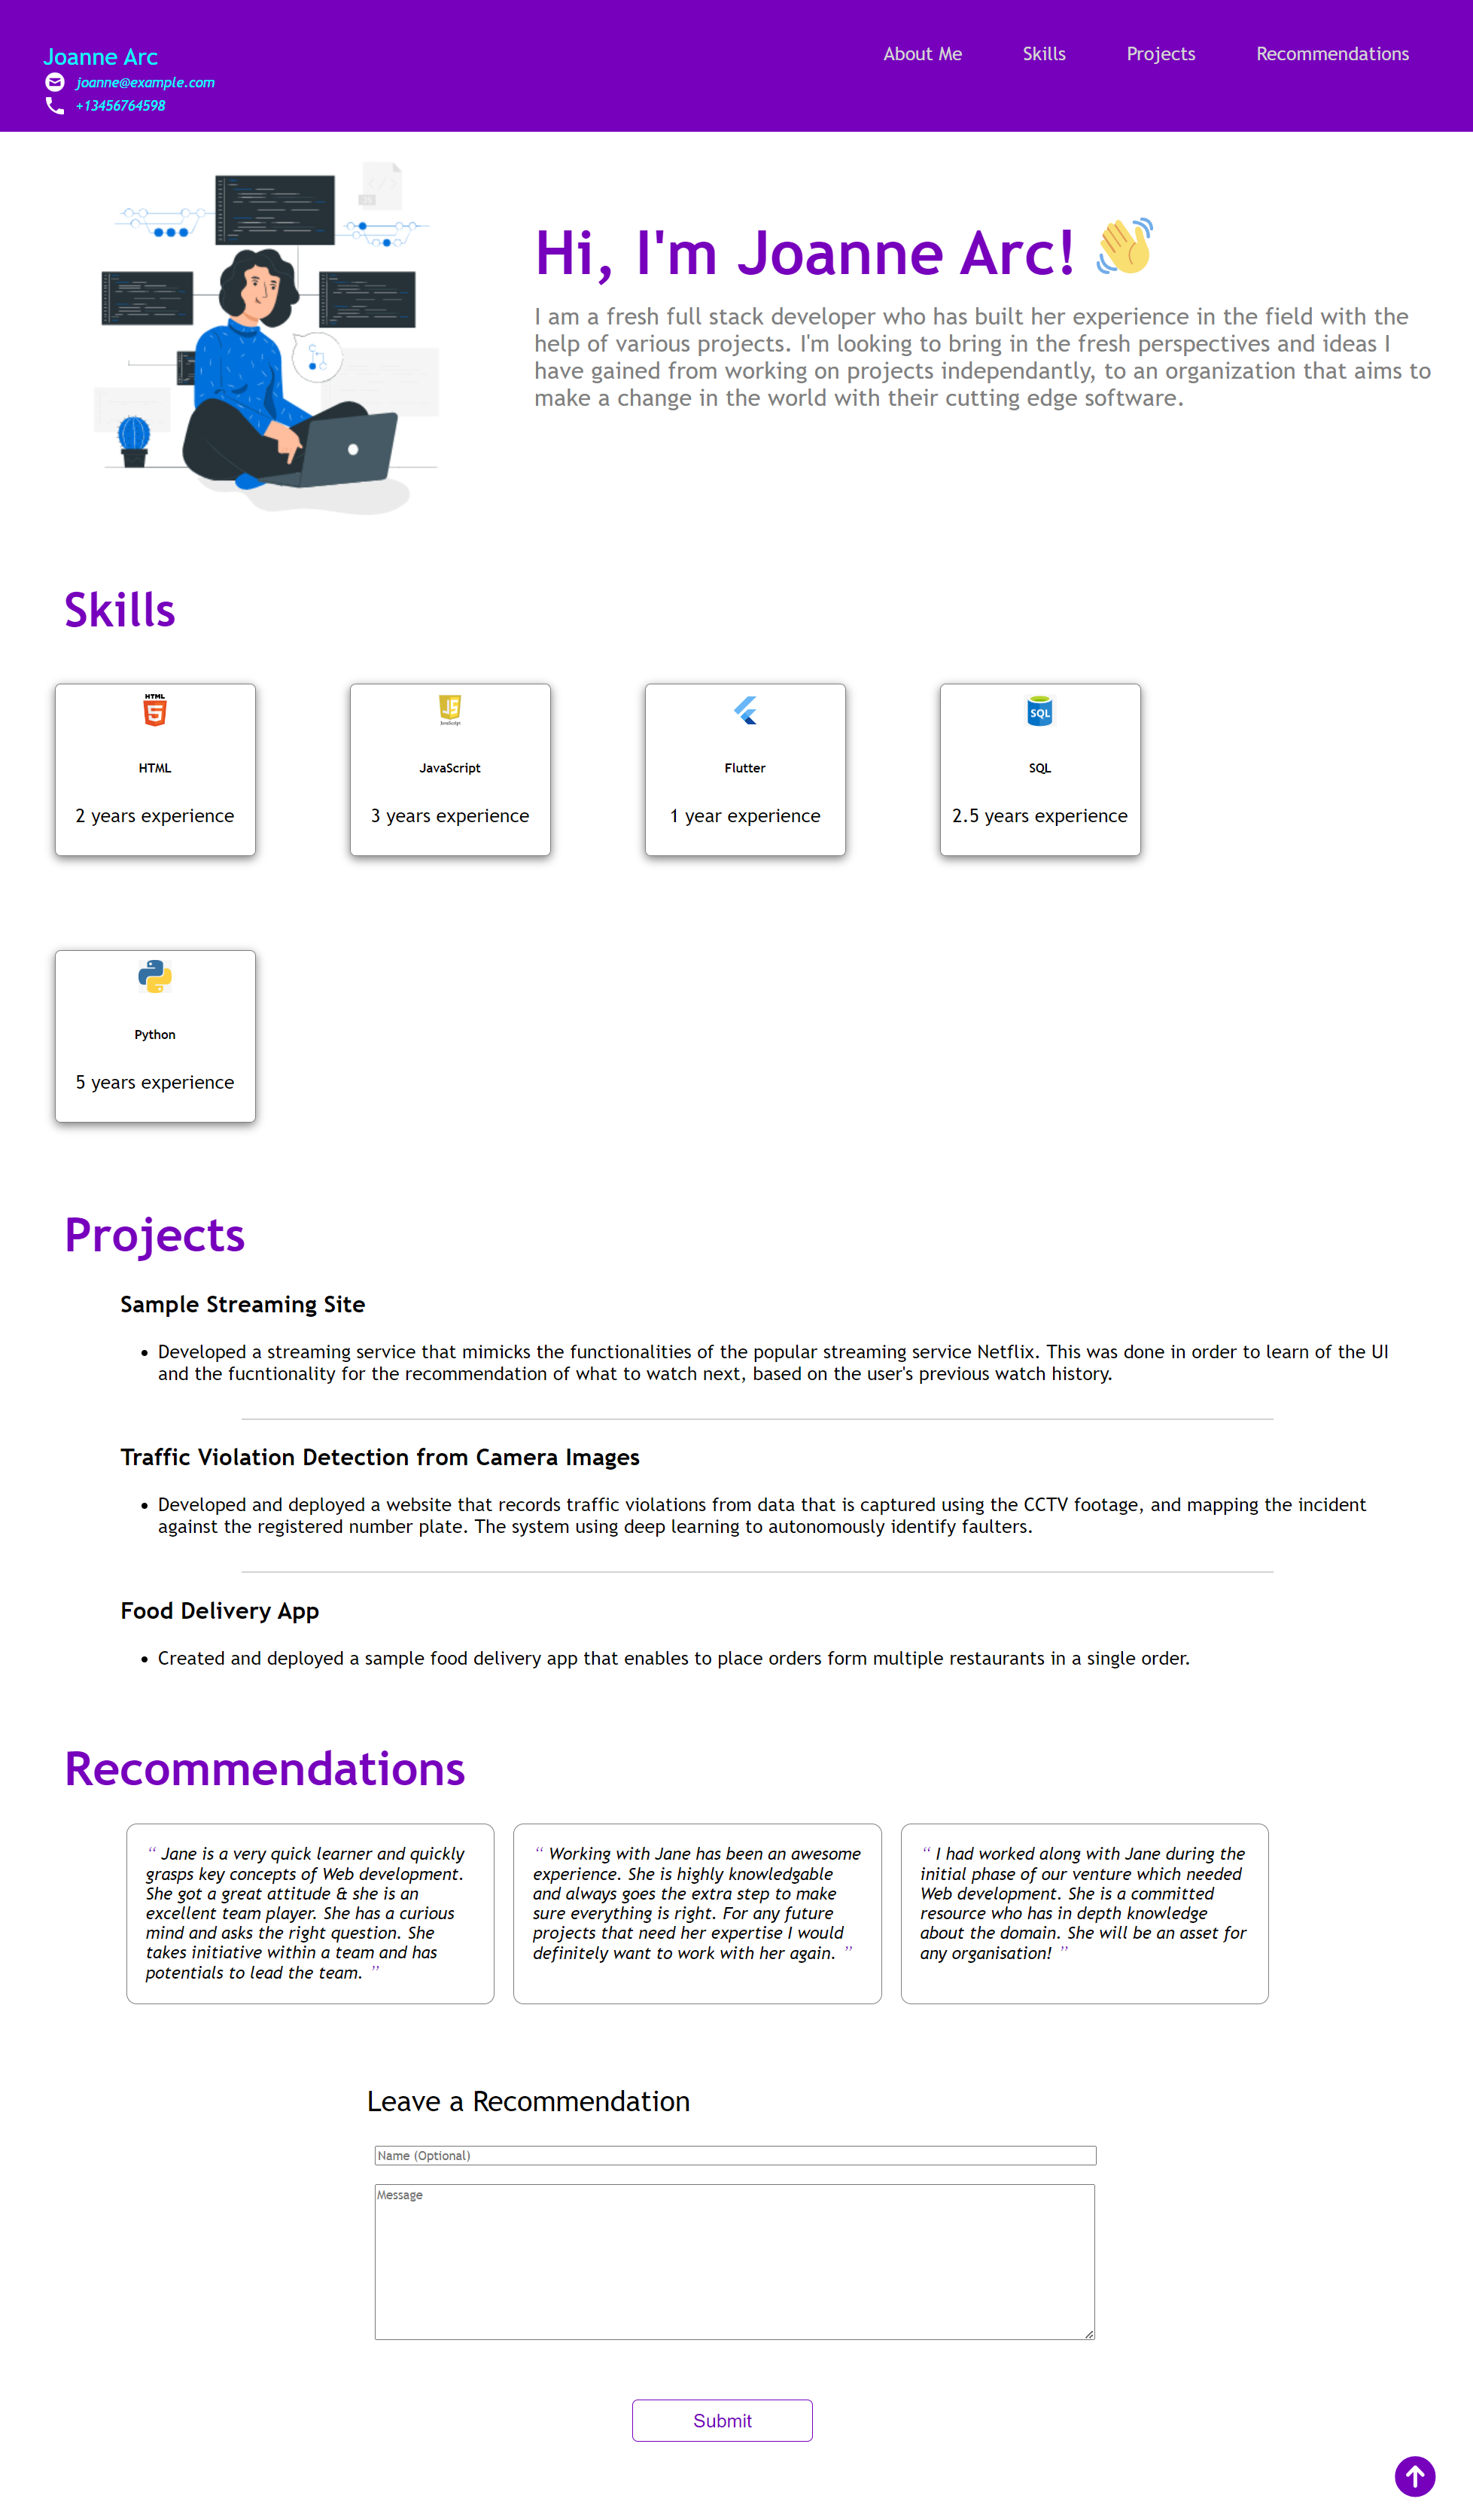 Joanne Arc
joanne@example.com
+13456764598
About Me
Skills
Projects
Recommendations
Hi, I'm Joanne Arc!
I am a fresh full stack developer who has built her experience in the field with the
help of various projects. I'm looking to bring in the fresh perspectives and ideas I
have gained from working on projects independantly, to an organization that aims to
make a change in the world with their cutting edge software.
Skills
HTML
5
HTML
2 years experience
JS
JavaScript
JavaScript
3 years experience
Flutter
1 year experience
SQL
SQL
2.5 years experience
Python
5 years experience
Projects
Sample Streaming Site
• Developed a streaming service that mimicks the functionalities of the popular streaming service Netflix. This was done in order to learn of the UI
and the fucntionality for the recommendation of what to watch next, based on the user's previous watch history.
Traffic Violation Detection from Camera Images
• Developed and deployed a website that records traffic violations from data that is captured using the CCTV footage, and mapping the incident
against the registered number plate. The system using deep learning to autonomously identify faulters.
Food Delivery App
• Created and deployed a sample food delivery app that enables to place orders form multiple restaurants in a single order.
Recommendations
“ Jane is a very quick learner and quickly
grasps key concepts of Web development.
She got a great attitude & she is an
excellent team player. She has a curious
mind and asks the right question. She
takes initiative within a team and has
potentials to lead the team. ”
“ Working with Jane has been an awesome
experience. She is highly knowledgable
and always goes the extra step to make
sure everything is right. For any future
projects that need her expertise I would
definitely want to work with her again. ”
“ I had worked along with Jane during the
initial phase of our venture which needed
Web development. She is a committed
resource who has in depth knowledge
about the domain. She will be an asset for
any organisation! ”
Leave a Recommendation
Name (Optional)
Message
Submit